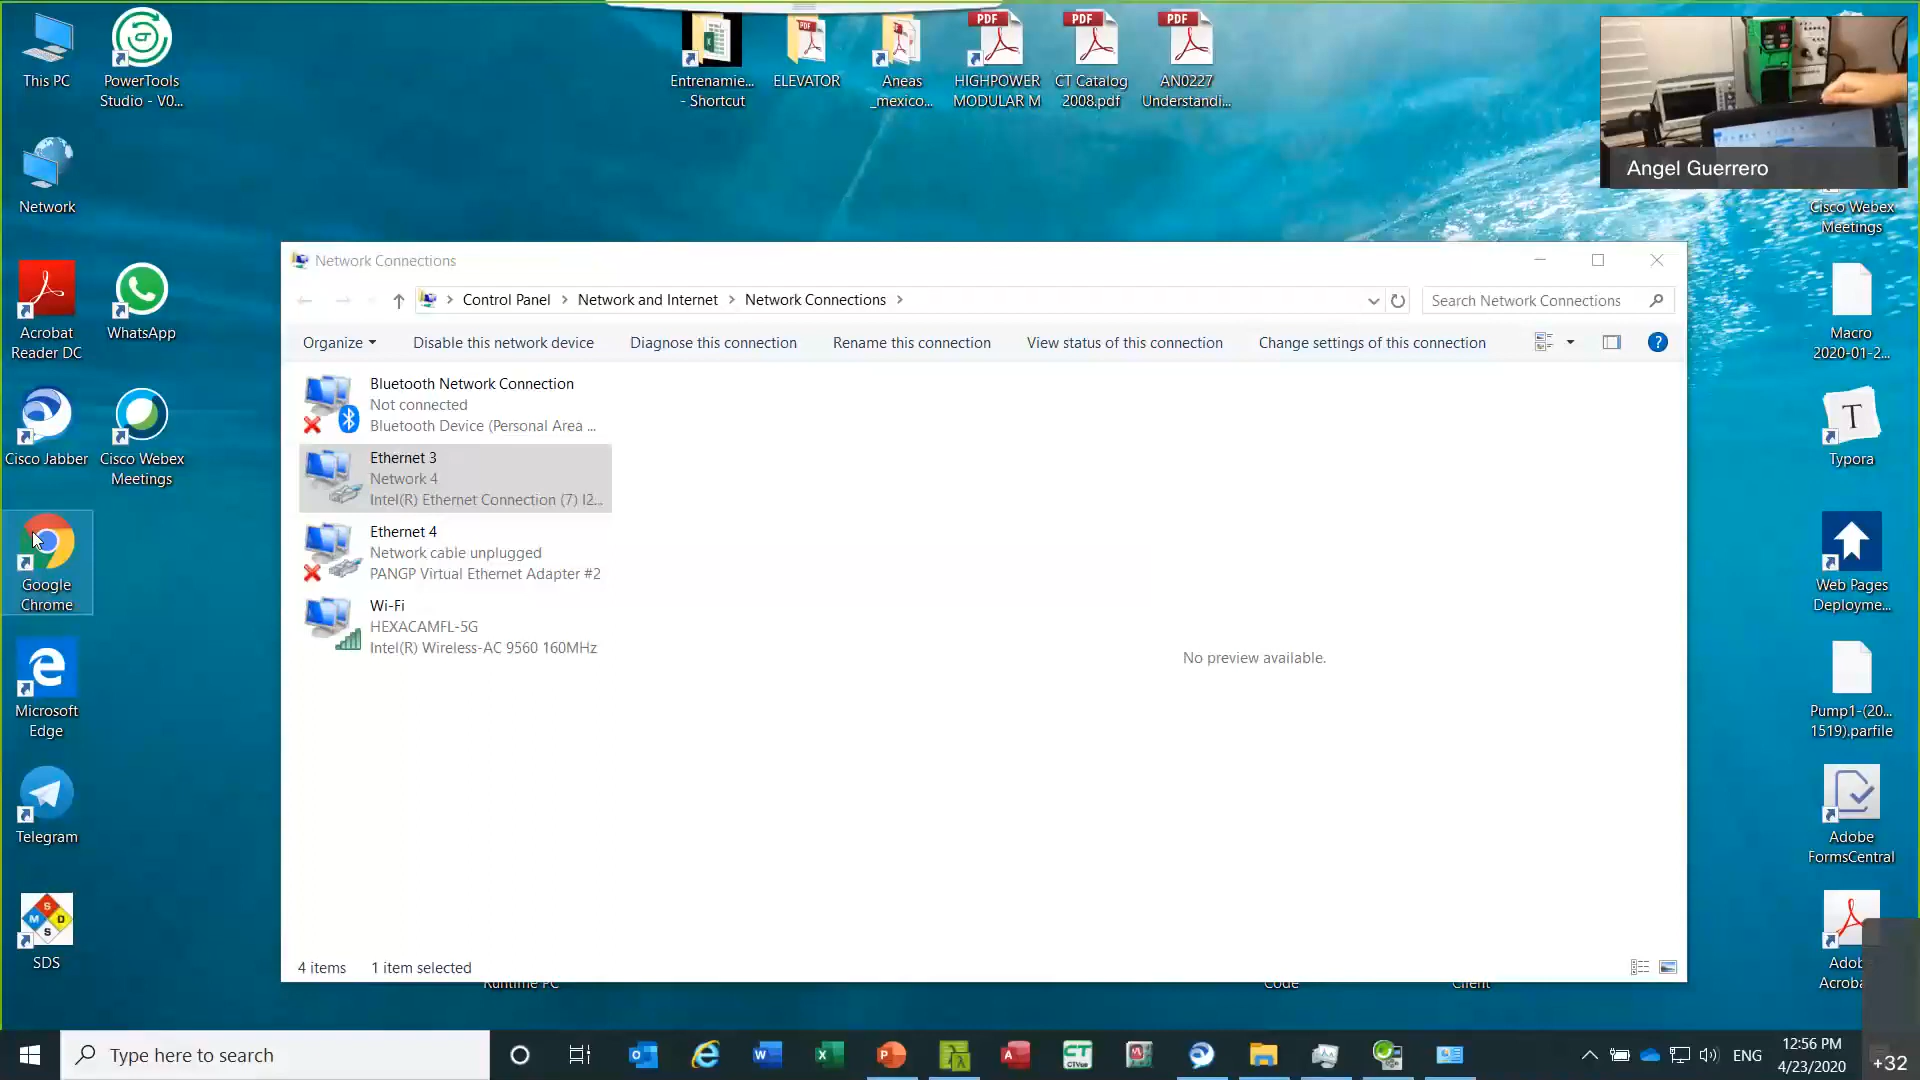 This PC
PowerTools
Studio - V0...
Network
Acrobat
Reader DC
WhatsApp
Cisco Jabber
Cisco Webex
Meetings
Google
Chrome
Microsoft
Edge
Telegram
SDS
Entrenamie...
- Shortcut
ELEVATOR
Aneas
_mexico...
HIGHPOWER
MODULAR M
CT Catalog
2008.pdf
AN0227
Understandi...
Angel Guerrero
Cisco Webex
Meetings
Macro
2020-01-2...
Typora
Web Pages
Deployme...
Pump1-(20...
1519).parfile
Adobe
FormsCentral
Network Connections
Control Panel
Network and Internet
Network Connections
Search Network Connections
Organize
Disable this network device
Diagnose this connection
Rename this connection
View status of this connection
Change settings of this connection
Bluetooth Network Connection
Not connected
Bluetooth Device (Personal Area ...
Ethernet 3
Network 4
Intel(R) Ethernet Connection (7) I2...
Ethernet 4
Network cable unplugged
PANGP Virtual Ethernet Adapter #2
Wi-Fi
HEXACAMFL-5G
Intel(R) Wireless-AC 9560 160MHz
No preview available.
4 items
1 item selected
Runtime PC
Code
Client
Type here to search
ENG
12:56 PM
4/23/2020
+32